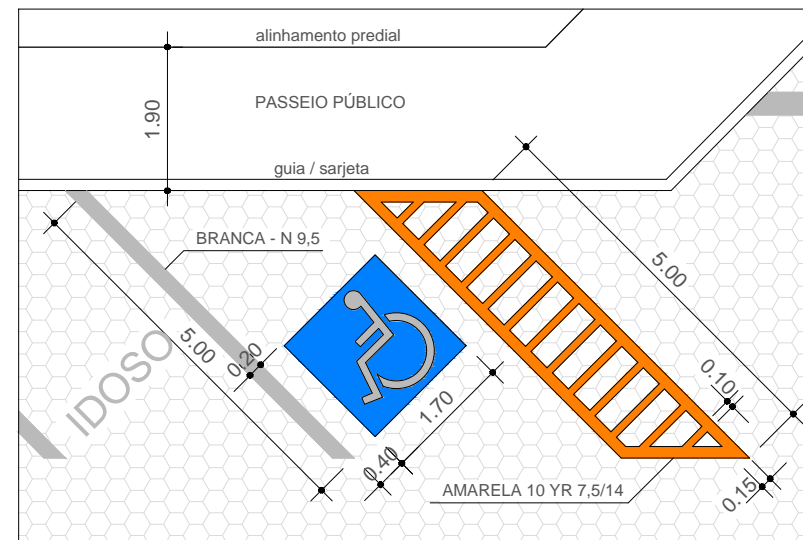 alinhamento predial
PASSEIO PÚBLICO
1.90
guia / sarjeta
BRANCA - N 9,5
5.00
5.00
0.20
IDOSO
1.70
0.40
0.10
0.15
AMARELA 10 YR 7,5/14